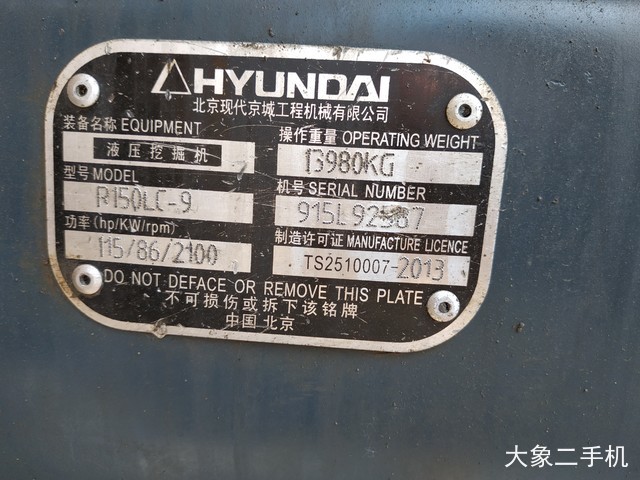 HYUNDAI
北京现代京城工程机械有限公司
装备名称 EQUIPMENT
液压挖掘机
操作重量 OPERATING WEIGHT
13980KG
型号 MODEL
R150LC-9
机号 SERIAL NUMBER
915L92587
功率(hp/KW/rpm)
115/86/2100
制造许可证 MANUFACTURE LICENCE
TS2510007-2013
DO NOT DEFACE OR REMOVE THIS PLATE
不可损伤或拆下该铭牌
中国 北京
大象二手机